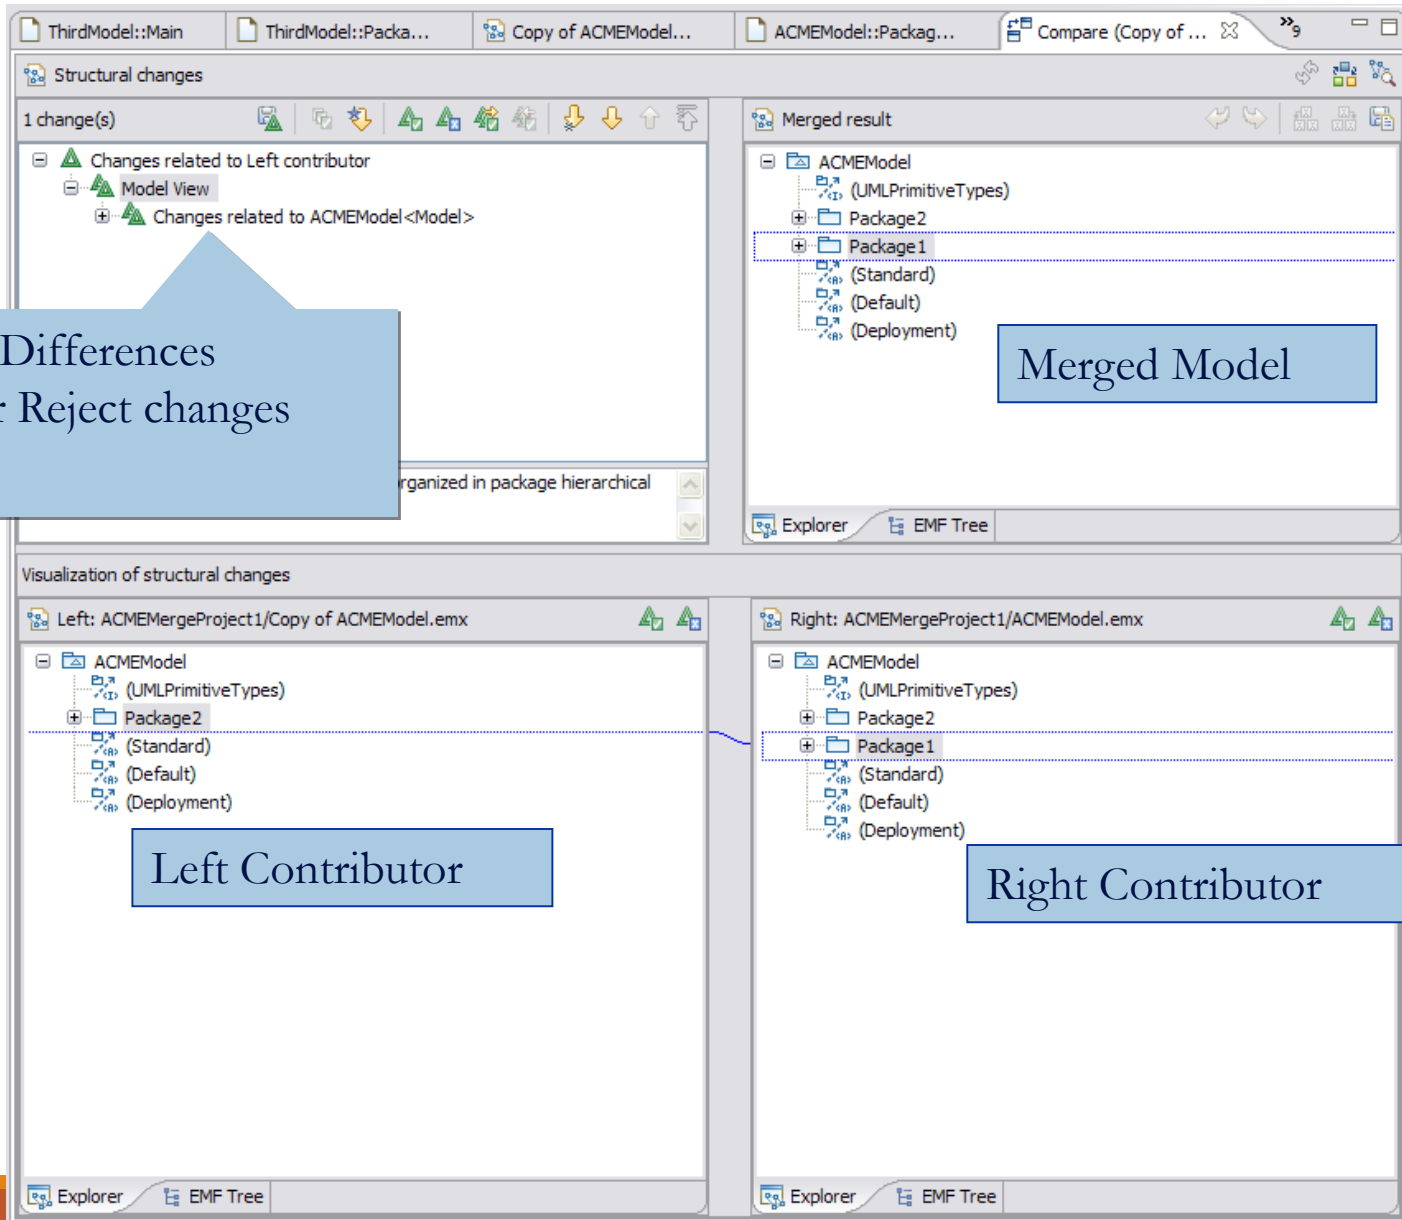 ThirdModel::Main
ThirdModel::Packa...
Copy of ACMEModel...
ACMEModel::Packag...
Compare (Copy of ...
»9
Structural changes
1 change(s)
Changes related to Left contributor
Model View
Changes related to ACMEModel<Model>
Differences
r Reject changes
rganized in package hierarchical
Merged result
ACMEModel
(UMLPrimitiveTypes)
Package2
Package1
(Standard)
(Default)
(Deployment)
Merged Model
Explorer
EMF Tree
Visualization of structural changes
Left: ACMEMergeProject1/Copy of ACMEModel.emx
ACMEModel
(UMLPrimitiveTypes)
Package2
(Standard)
(Default)
(Deployment)
Left Contributor
Explorer
EMF Tree
Right: ACMEMergeProject1/ACMEModel.emx
ACMEModel
(UMLPrimitiveTypes)
Package2
Package1
(Standard)
(Default)
(Deployment)
Right Contributor
Explorer
EMF Tree